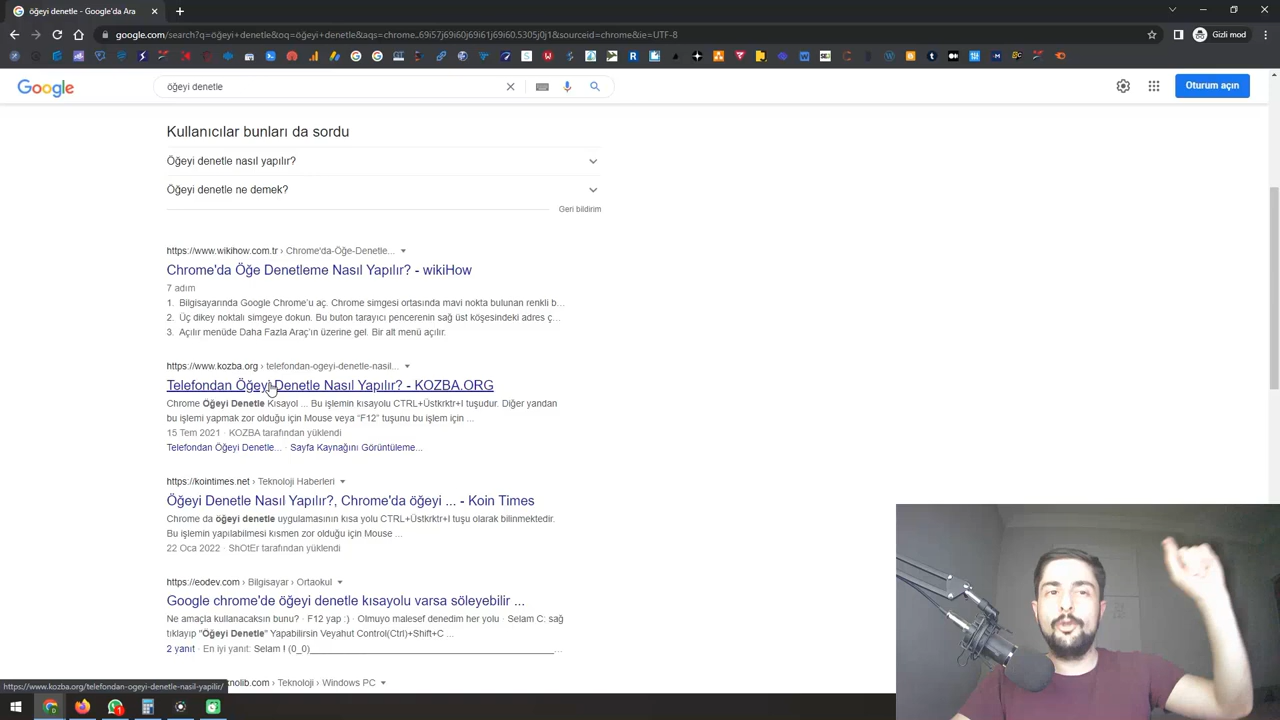 öğeyi denetle - Google'da Ara
google.com/search?q=öğeyi+denetle&oq=öğeyi+denetle&aqs=chrome..69i57j69i60j69i61j69i60.5305j0j1&sourceid=chrome&ie=UTF-8
Gizli mod
Google
öğeyi denetle
Oturum açın
Kullanıcılar bunları da sordu
Öğeyi denetle nasıl yapılır?
Öğeyi denetle ne demek?
Geri bildirim
https://www.wikihow.com.tr › Chrome'da-Öğe-Denetle...
Chrome'da Öğe Denetleme Nasıl Yapılır? - wikiHow
7 adım
1. Bilgisayarında Google Chrome'u aç. Chrome simgesi ortasında mavi nokta bulunan renkli b...
2. Üç dikey noktalı simgeye dokun. Bu buton tarayıcı pencerenin sağ üst köşesindeki adres ç...
3. Açılır menüde Daha Fazla Araç'ın üzerine gel. Bir alt menü açılır.
https://www.kozba.org › telefondan-ogeyi-denetle-nasil...
Telefondan Öğeyi Denetle Nasıl Yapılır? - KOZBA.ORG
Chrome Öğeyi Denetle Kısayol ... Bu işlemin kısayolu CTRL+Üstkrktr+I tuşudur. Diğer yandan
bu işlemi yapmak zor olduğu için Mouse veya "F12" tuşunu bu işlem için ...
15 Tem 2021 · KOZBA tarafından yüklendi
Telefondan Öğeyi Denetle... · Sayfa Kaynağını Görüntüleme...
https://kointimes.net › Teknoloji Haberleri
Öğeyi Denetle Nasıl Yapılır?, Chrome'da öğeyi ... - Koin Times
Chrome da öğeyi denetle uygulamasının kısa yolu CTRL+Üstkrktr+I tuşu olarak bilinmektedir.
Bu işlemin yapılabilmesi kısmen zor olduğu için Mouse ...
22 Oca 2022 · ShOtEr tarafından yüklendi
https://eodev.com › Bilgisayar › Ortaokul
Google chrome'de öğeyi denetle kısayolu varsa söleyebilir ...
Ne amaçla kullanacaksın bunu? · F12 yap :) · Olmuyo malesef denedim her yolu · Selam C: sağ
tıklayıp "Öğeyi Denetle" Yapabilirsin Veyahut Control(Ctrl)+Shift+C ...
2 yanıt · En iyi yanıt: Selam ! (0_0)______________________________________________...
https://www.kozba.org/telefondan-ogeyi-denetle-nasil-yapilir/
knolib.com › Teknoloji › Windows PC